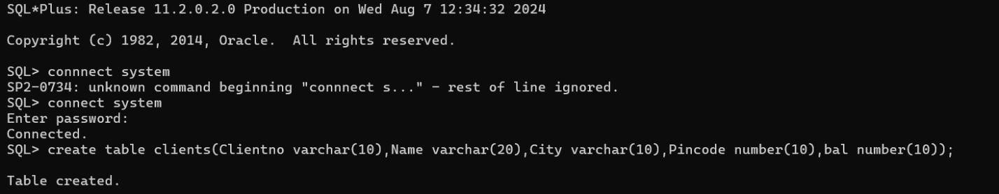 SQL*Plus: Release 11.2.0.2.0 Production on Wed Aug 7 12:34:32 2024
Copyright (c) 1982, 2014, Oracle.  All rights reserved.
SQL> connnect system
SP2-0734: unknown command beginning "connnect s..." - rest of line ignored.
SQL> connect system
Enter password:
Connected.
SQL> create table clients(Clientno varchar(10),Name varchar(20),City varchar(10),Pincode number(10),bal number(10));
Table created.